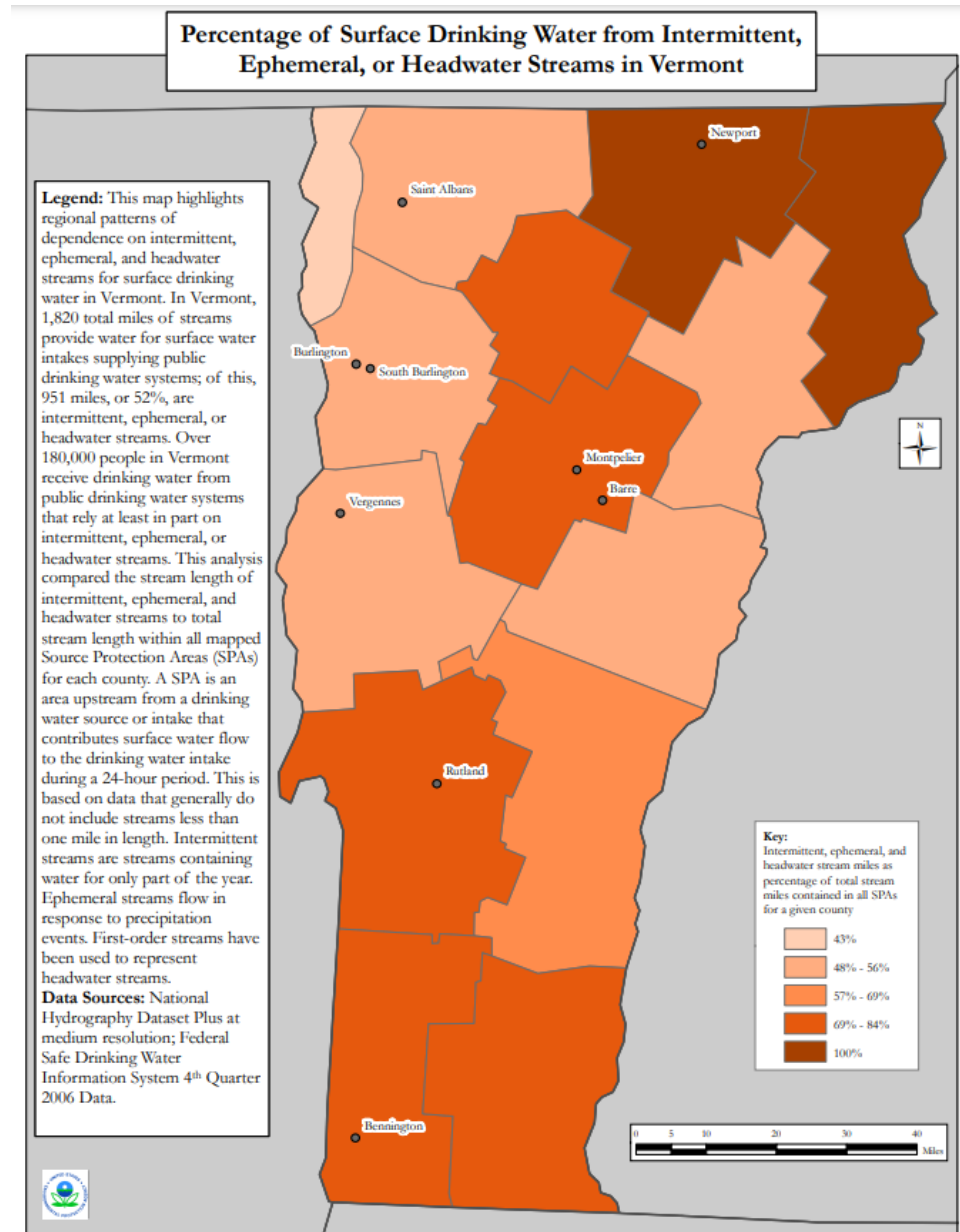 Percentage of Surface Drinking Water from Intermittent,
Ephemeral, or Headwater Streams in Vermont
Newport
Saint Albans
Legend: This map highlights
regional patterns of
dependence on intermittent,
ephemeral, and headwater
streams for surface drinking
water in Vermont. In Vermont,
1,820 total miles of streams
provide water for surface water
intakes supplying public
drinking water systems; of this,
951 miles, or 52%, are
intermittent, ephemeral, or
headwater streams. Over
180,000 people in Vermont
receive drinking water from
public drinking water systems
that rely at least in part on
intermittent, ephemeral, or
headwater streams. This analysis
compared the stream length of
intermittent, ephemeral, and
headwater streams to total
stream length within all mapped
Source Protection Areas (SPAs)
for each county. A SPA is an
area upstream from a drinking
water source or intake that
contributes surface water flow
to the drinking water intake
during a 24-hour period. This is
based on data that generally do
not include streams less than
one mile in length. Intermittent
streams are streams containing
water for only part of the year.
Ephemeral streams flow in
response to precipitation
events. First-order streams have
been used to represent
headwater streams.
Data Sources: National
Hydrography Dataset Plus at
medium resolution; Federal
Safe Drinking Water
Information System 4th Quarter
2006 Data.
Burlington
South Burlington
N
Montpelier
Barre
Vergennes
Rutland
Bennington
Key:
Intermittent, ephemeral, and
headwater stream miles as
percentage of total stream
miles contained in all SPAs
for a given county
43%
48% - 56%
57% - 69%
69% - 84%
100%
0 5 10 20 30 40
Miles